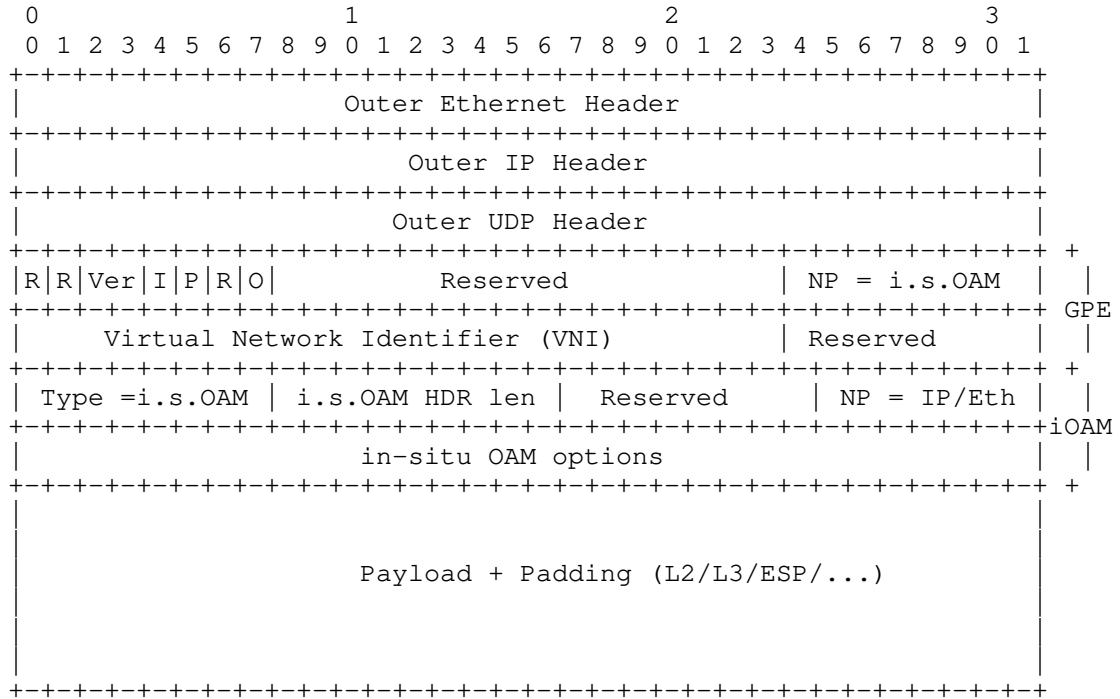 0                   1                   2                   3
 0 1 2 3 4 5 6 7 8 9 0 1 2 3 4 5 6 7 8 9 0 1 2 3 4 5 6 7 8 9 0 1
+-+-+-+-+-+-+-+-+-+-+-+-+-+-+-+-+-+-+-+-+-+-+-+-+-+-+-+-+-+-+-+-+
|                    Outer Ethernet Header                      |
+-+-+-+-+-+-+-+-+-+-+-+-+-+-+-+-+-+-+-+-+-+-+-+-+-+-+-+-+-+-+-+-+
|                        Outer IP Header                        |
+-+-+-+-+-+-+-+-+-+-+-+-+-+-+-+-+-+-+-+-+-+-+-+-+-+-+-+-+-+-+-+-+
|                       Outer UDP Header                        |
+-+-+-+-+-+-+-+-+-+-+-+-+-+-+-+-+-+-+-+-+-+-+-+-+-+-+-+-+-+-+-+-+ +
|R|R|Ver|I|P|R|O|          Reserved             | NP = i.s.OAM  |  |
+-+-+-+-+-+-+-+-+-+-+-+-+-+-+-+-+-+-+-+-+-+-+-+-+-+-+-+-+-+-+-+-+ GPE
|     Virtual Network Identifier (VNI)          | Reserved      |  |
+-+-+-+-+-+-+-+-+-+-+-+-+-+-+-+-+-+-+-+-+-+-+-+-+-+-+-+-+-+-+-+-+ +
| Type =i.s.OAM | i.s.OAM HDR len |  Reserved     | NP = IP/Eth |  |
+-+-+-+-+-+-+-+-+-+-+-+-+-+-+-+-+-+-+-+-+-+-+-+-+-+-+-+-+-+-+-+-+iOAM
|                     in-situ OAM options                       |  |
+-+-+-+-+-+-+-+-+-+-+-+-+-+-+-+-+-+-+-+-+-+-+-+-+-+-+-+-+-+-+-+-+ +
|                                                               |
|                                                               |
|                     Payload + Padding (L2/L3/ESP/...)         |
|                                                               |
|                                                               |
|                                                               |
+-+-+-+-+-+-+-+-+-+-+-+-+-+-+-+-+-+-+-+-+-+-+-+-+-+-+-+-+-+-+-+-+